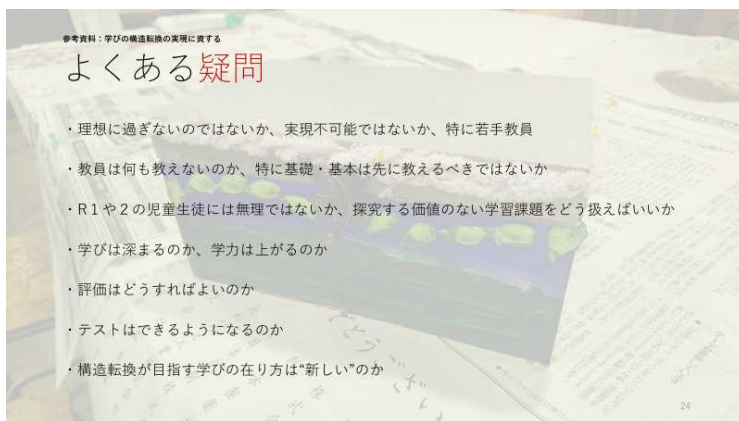 参考資料：学びの構造転換の実現に資する
よくある疑問
・理想に過ぎないのではないか、実現不可能ではないか、特に若手教員
・教員は何も教えないのか、特に基礎・基本は先に教えるべきではないか
・R１や２の児童生徒には無理ではないか、探究する価値のない学習課題をどう扱えばいいか
・学びは深まるのか、学力は上がるのか
・評価はどうすればよいのか
・テストはできるようになるのか
・構造転換が目指す学びの在り方は“新しい”のか
24